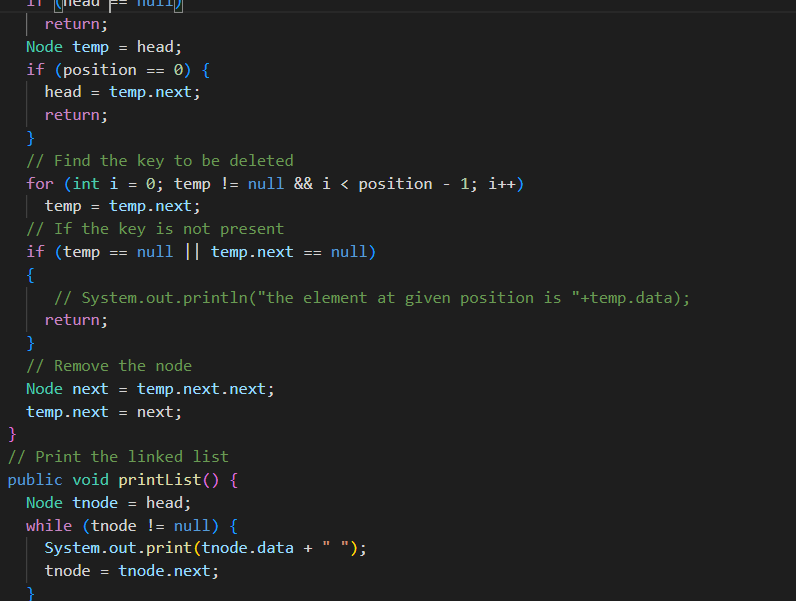 if (head == null)
return;
Node temp = head;
if (position == 0) {
head = temp.next;
return;
}
// Find the key to be deleted
for (int i = 0; temp != null && i < position - 1; i++)
temp = temp.next;
// If the key is not present
if (temp == null || temp.next == null)
{
// System.out.println("the element at given position is "+temp.data);
return;
}
// Remove the node
Node next = temp.next.next;
temp.next = next;
}
// Print the linked list
public void printList() {
Node tnode = head;
while (tnode != null) {
System.out.print(tnode.data + " ");
tnode = tnode.next;
}